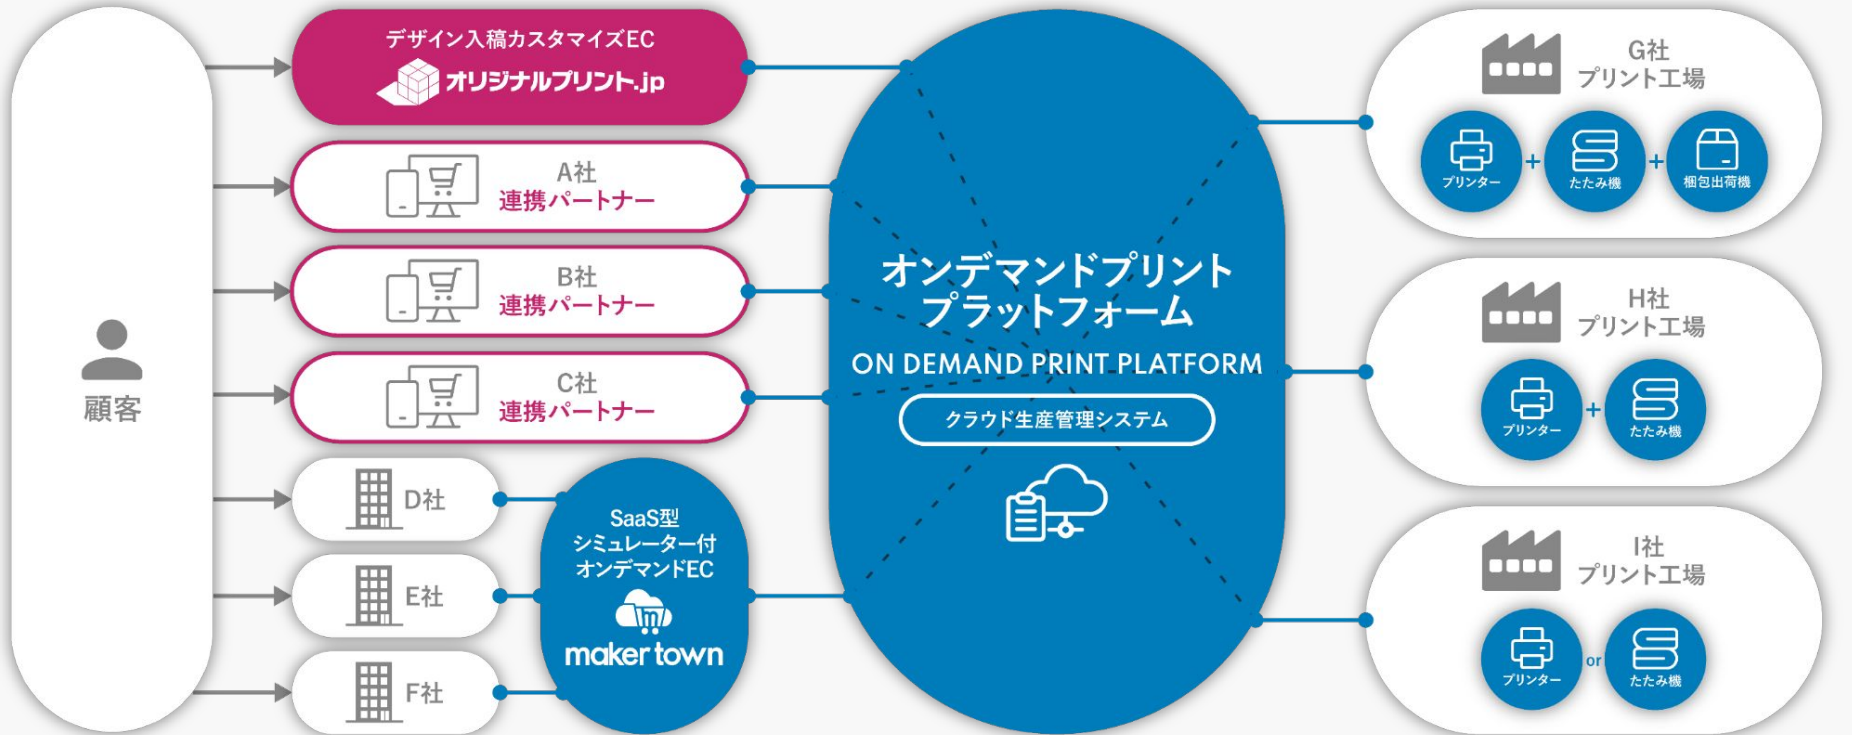 顧客
デザイン入稿カスタマイズEC
オリジナルプリント.jp
A社
連携パートナー
B社
連携パートナー
C社
連携パートナー
D社
E社
F社
SaaS型
シミュレーター付
オンデマンドEC
m
maker town
オンデマンドプリント
プラットフォーム
ON DEMAND PRINT PLATFORM
クラウド生産管理システム
G社
プリント工場
プリンター + たたみ機 + 梱包出荷機
H社
プリント工場
プリンター + たたみ機
I社
プリント工場
プリンター or たたみ機